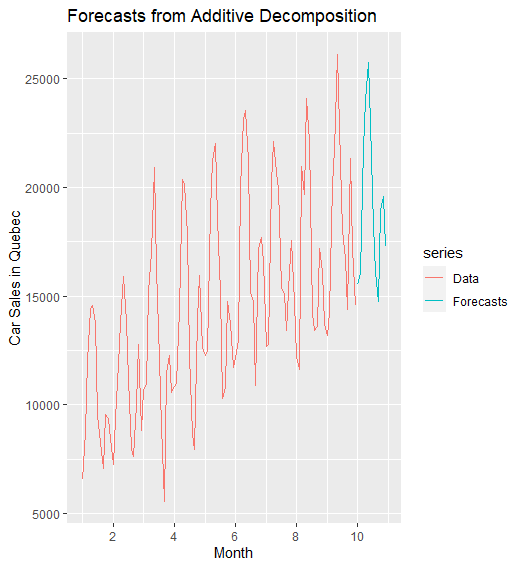 Forecasts from Additive Decomposition
25000
20000
15000
10000
5000
Car Sales in Quebec
2
4
6
8
10
Month
series
Data
Forecasts